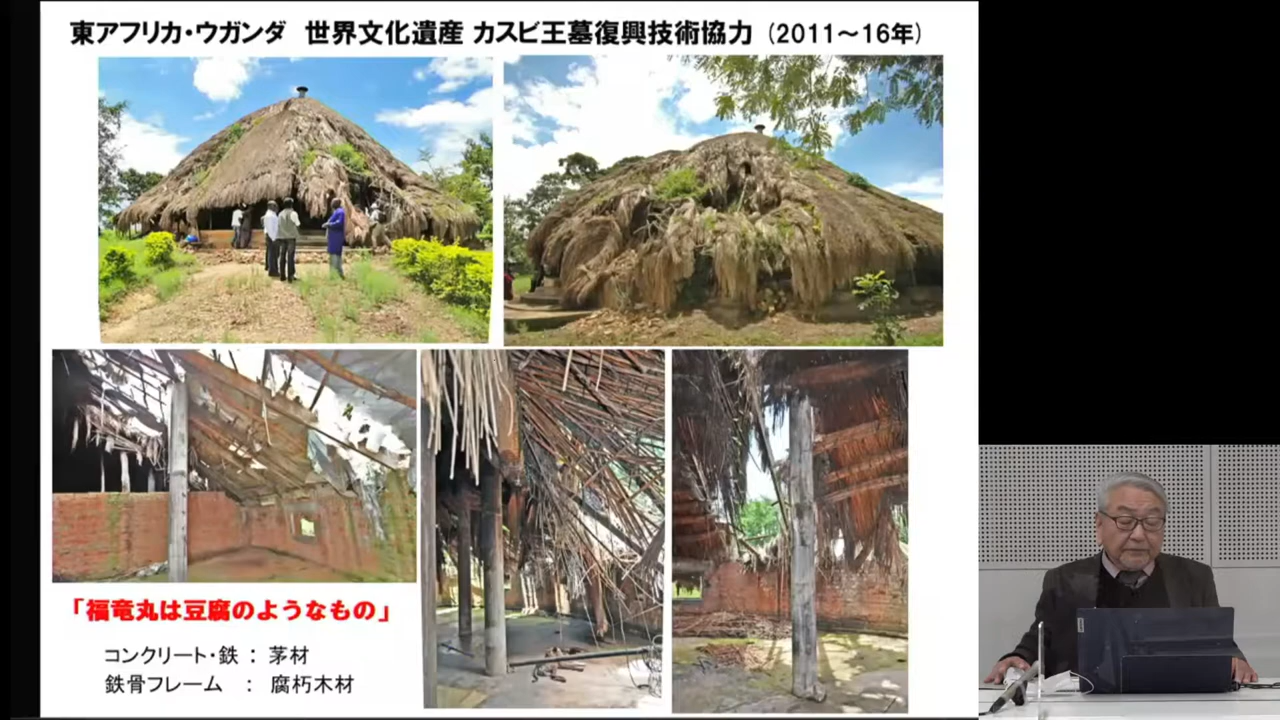 東アフリカ・ウガンダ　世界文化遺産 カスビ王墓復興技術協力（2011～16年）
「福竜丸は豆腐のようなもの」
コンクリート・鉄 ： 茅材
鉄骨フレーム　： 腐朽木材